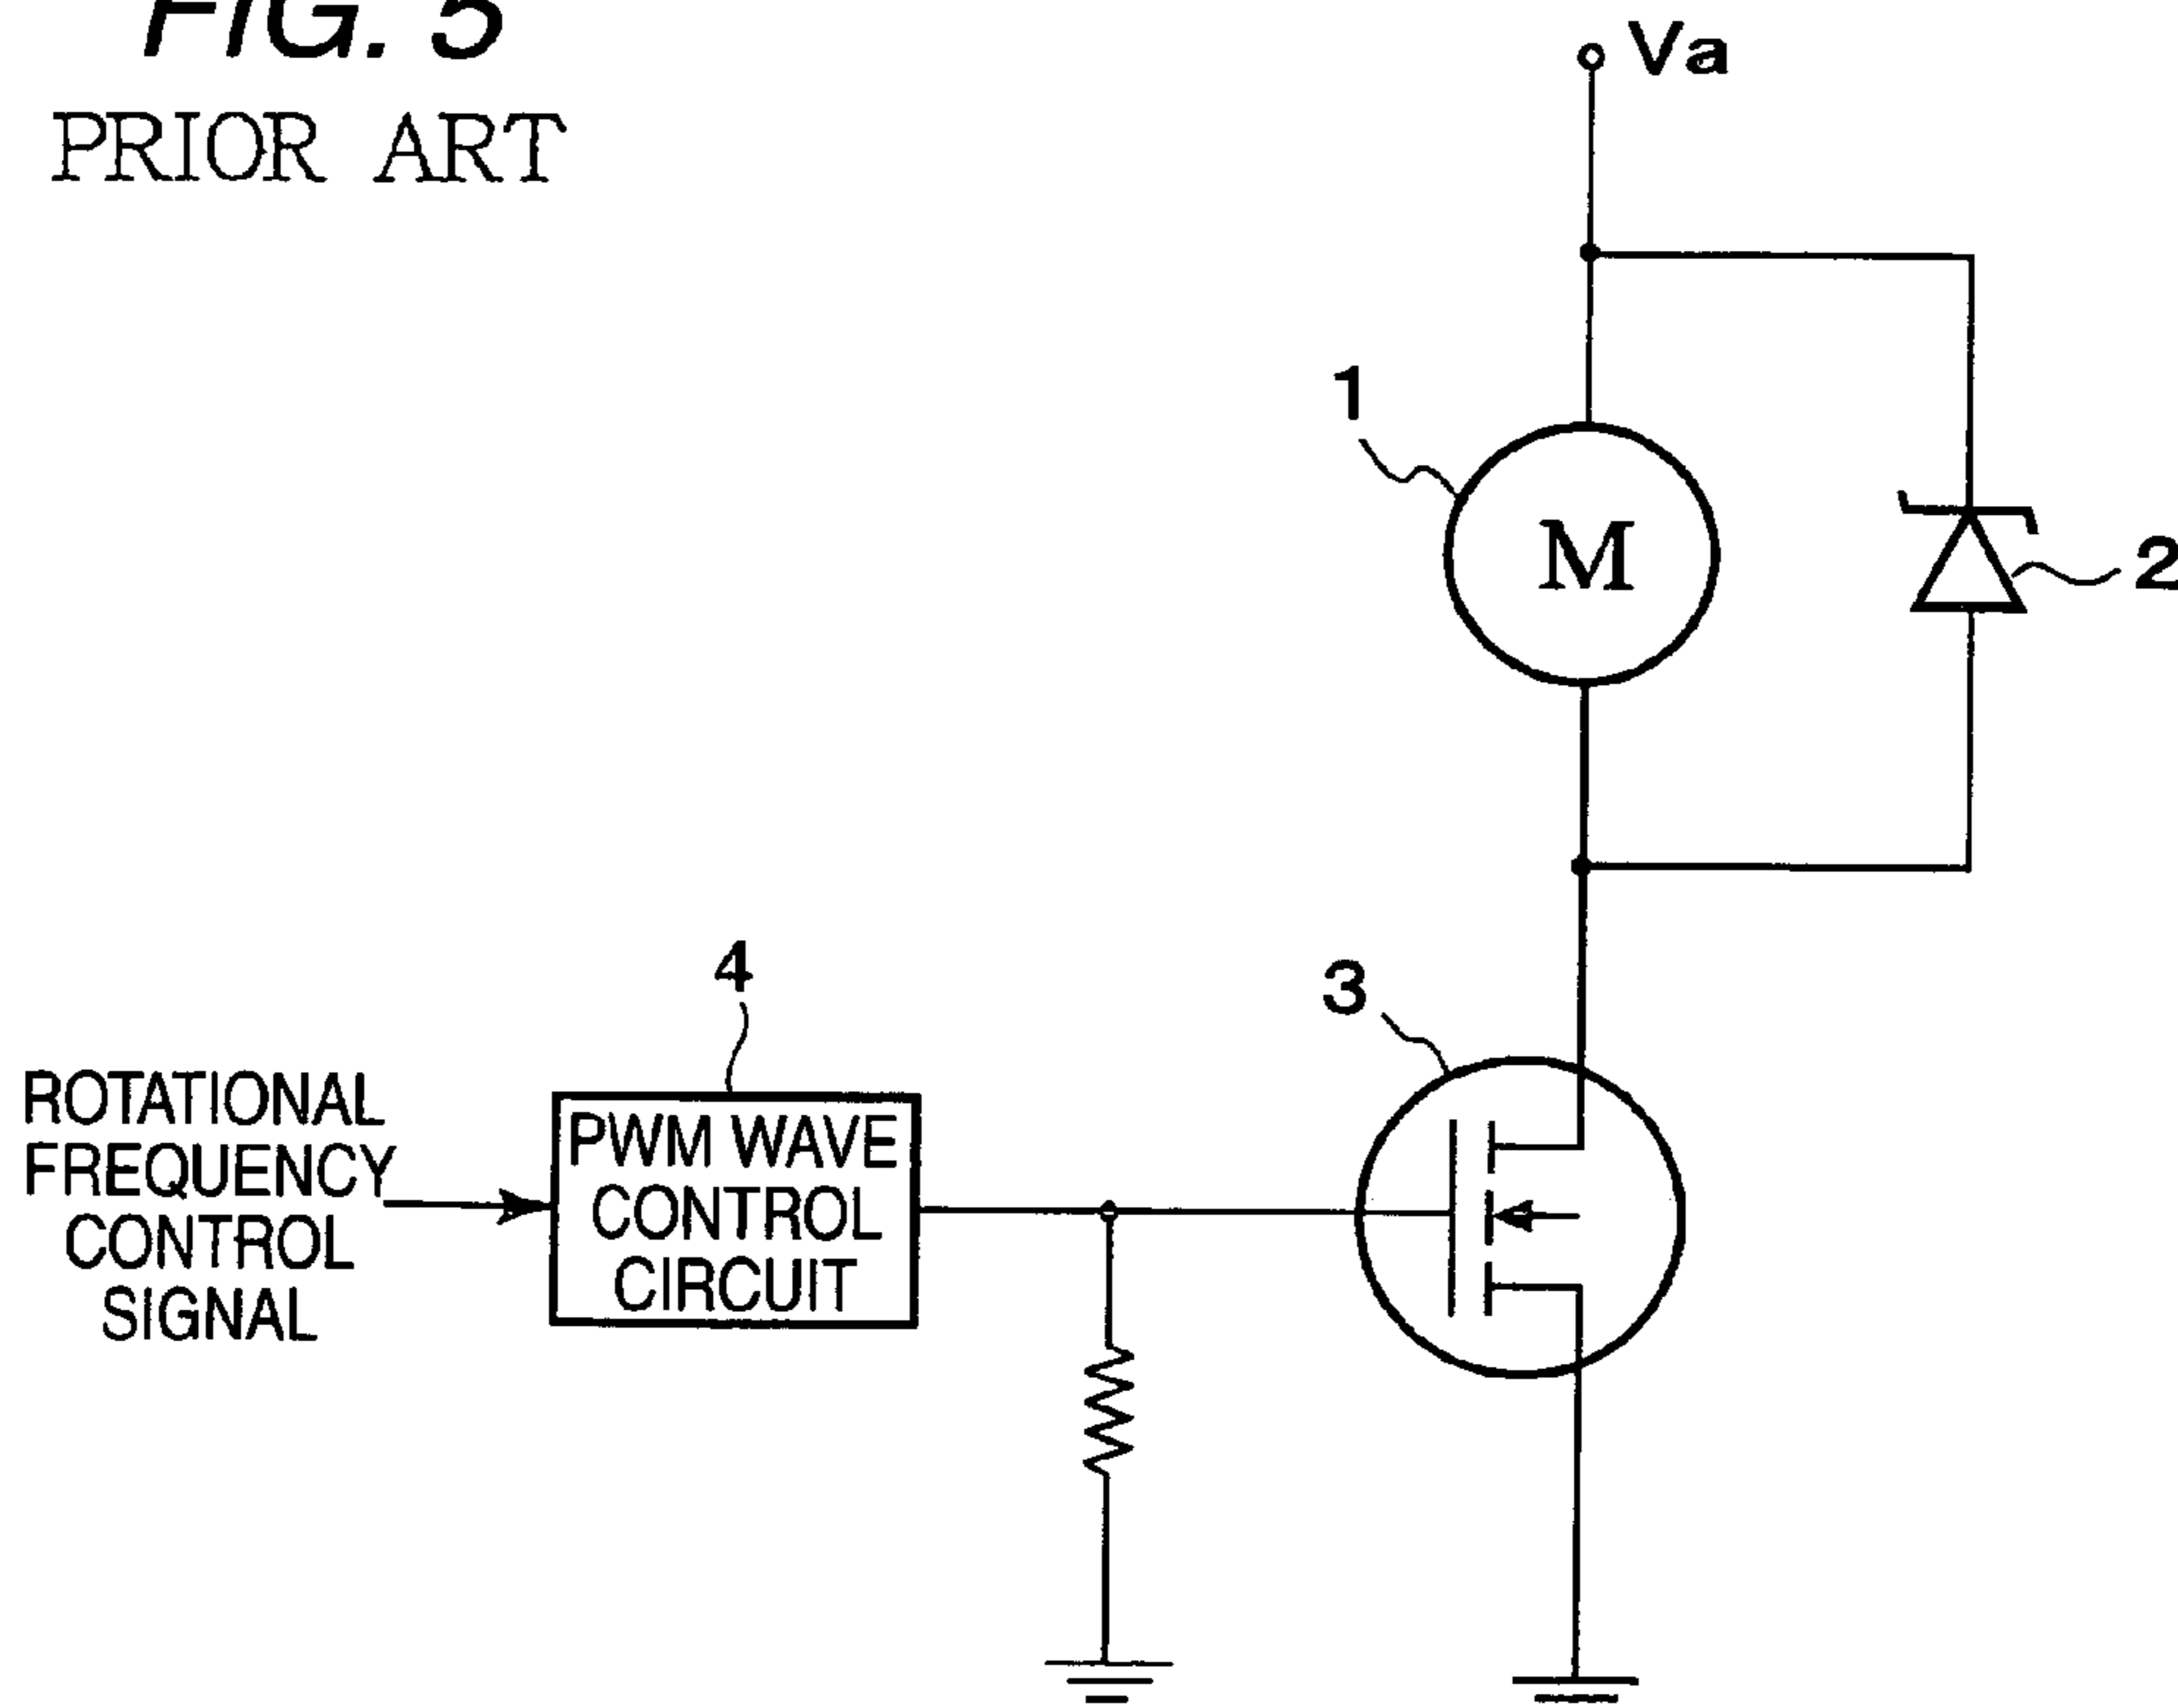 FIG. 5
PRIOR ART
Va
1
M
2
4
3
ROTATIONAL
FREQUENCY
CONTROL
SIGNAL
PWM WAVE
CONTROL
CIRCUIT